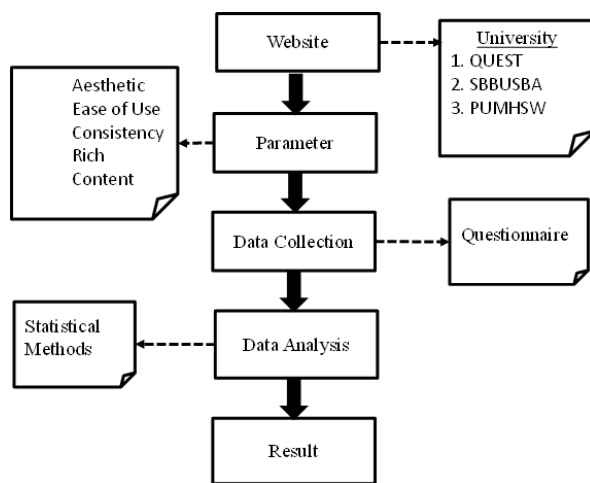 Website
University
1. QUEST
2. SBBUSBA
3. PUMHSW
Aesthetic
Ease of Use
Consistency
Rich
Content
Parameter
Data Collection
Questionnaire
Statistical
Methods
Data Analysis
Result